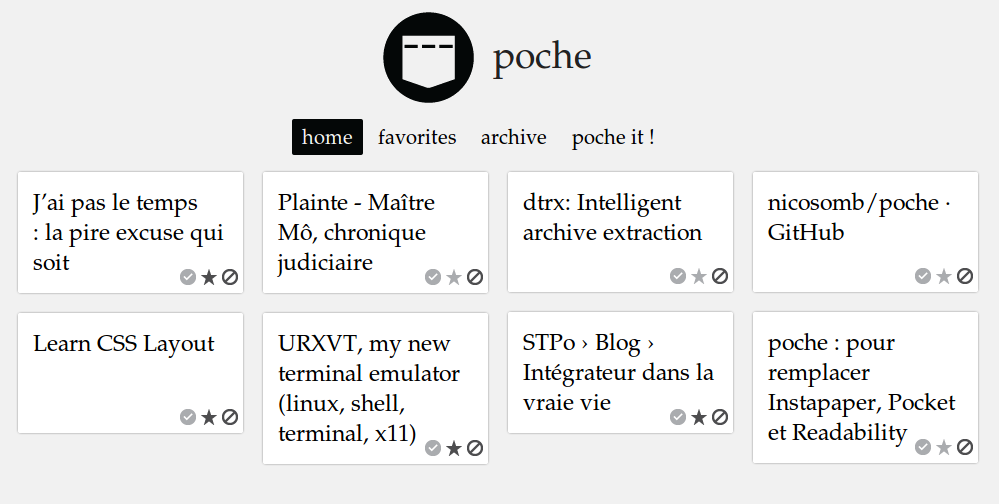 poche
home
favorites
archive
poche it !
J’ai pas le temps
: la pire excuse qui
soit
Plainte - Maître
Mô, chronique
judiciaire
dtrx: Intelligent
archive extraction
nicosomb/poche ·
GitHub
Learn CSS Layout
URXVT, my new
terminal emulator
(linux, shell,
terminal, x11)
STPo › Blog ›
Intégrateur dans la
vraie vie
poche : pour
remplacer
Instapaper, Pocket
et Readability